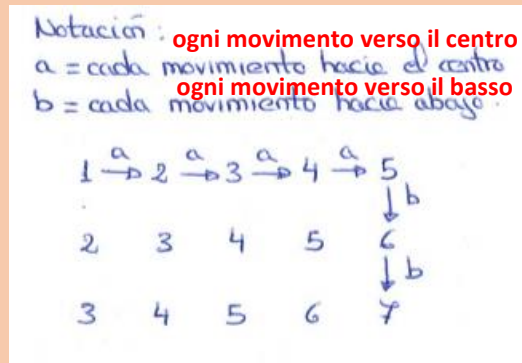 Notación:
ogni movimento verso il centro
a = cada movimiento hacia el centro
ogni movimento verso il basso
b = cada movimiento hacia abajo.
a a a a
1 → 2 → 3 → 4 → 5
↓ b
2 3 4 5 6
↓ b
3 4 5 6 7